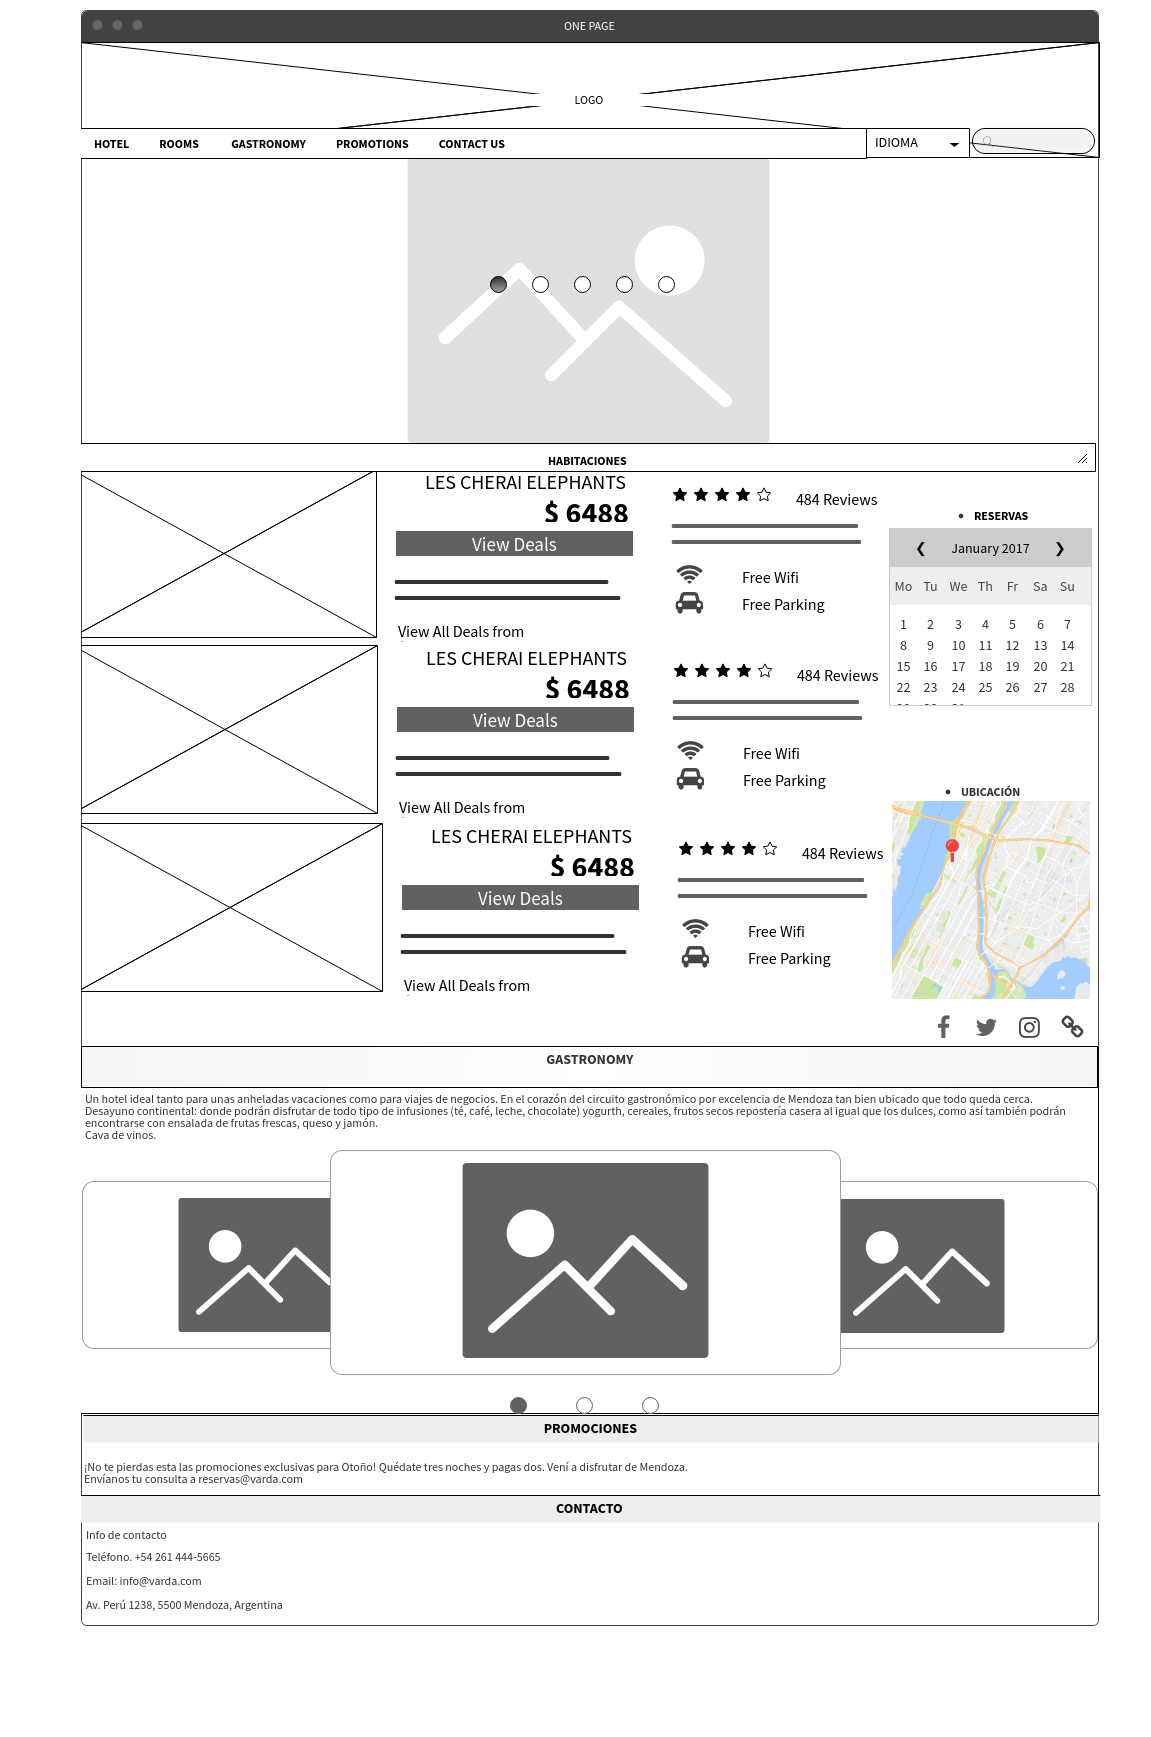 ONE PAGE
LOGO
HOTEL ROOMS GASTRONOMY PROMOTIONS CONTACT US
IDIOMA
HABITACIONES
LES CHERAI ELEPHANTS
$ 6488
View Deals
View All Deals from
484 Reviews
Free Wifi
Free Parking
LES CHERAI ELEPHANTS
$ 6488
View Deals
View All Deals from
484 Reviews
Free Wifi
Free Parking
LES CHERAI ELEPHANTS
$ 6488
View Deals
View All Deals from
484 Reviews
Free Wifi
Free Parking
• RESERVAS
❮ January 2017 ❯
Mo Tu We Th Fr Sa Su
1 2 3 4 5 6 7
8 9 10 11 12 13 14
15 16 17 18 19 20 21
22 23 24 25 26 27 28
• UBICACIÓN
GASTRONOMY
Un hotel ideal tanto para unas anheladas vacaciones como para viajes de negocios. En el corazón del circuito gastronómico por excelencia de Mendoza tan bien ubicado que todo queda cerca.
Desayuno continental: donde podrán disfrutar de todo tipo de infusiones (té, café, leche, chocolate) yogurth, cereales, frutos secos repostería casera al igual que los dulces, como así también podrán
encontrarse con ensalada de frutas frescas, queso y jamón.
Cava de vinos.
PROMOCIONES
¡No te pierdas esta las promociones exclusivas para Otoño! Quédate tres noches y pagas dos. Vení a disfrutar de Mendoza.
Envíanos tu consulta a reservas@varda.com
CONTACTO
Info de contacto
Teléfono. +54 261 444-5665
Email: info@varda.com
Av. Perú 1238, 5500 Mendoza, Argentina